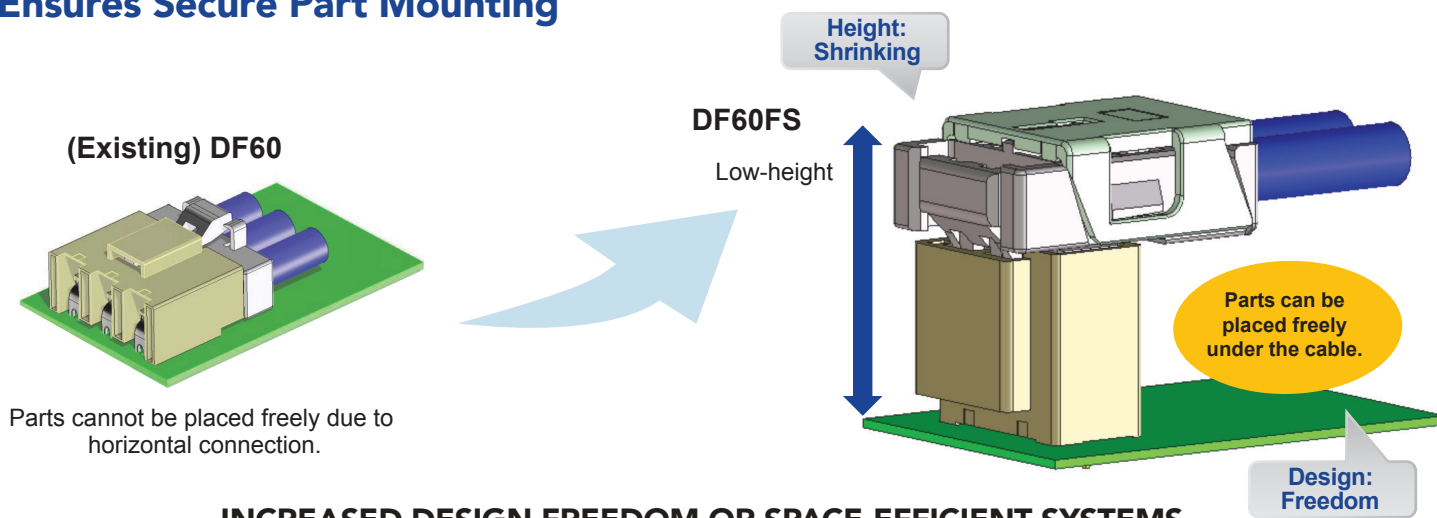 Ensures Secure Part Mounting
Height:
Shrinking
(Existing) DF60
DF60FS
Low-height
Parts can be
placed freely
under the cable.
Parts cannot be placed freely due to
horizontal connection.
Design:
Freedom
INCREASED DESIGN FREEDOM OR SPACE-EFFICIENT SYSTEMS